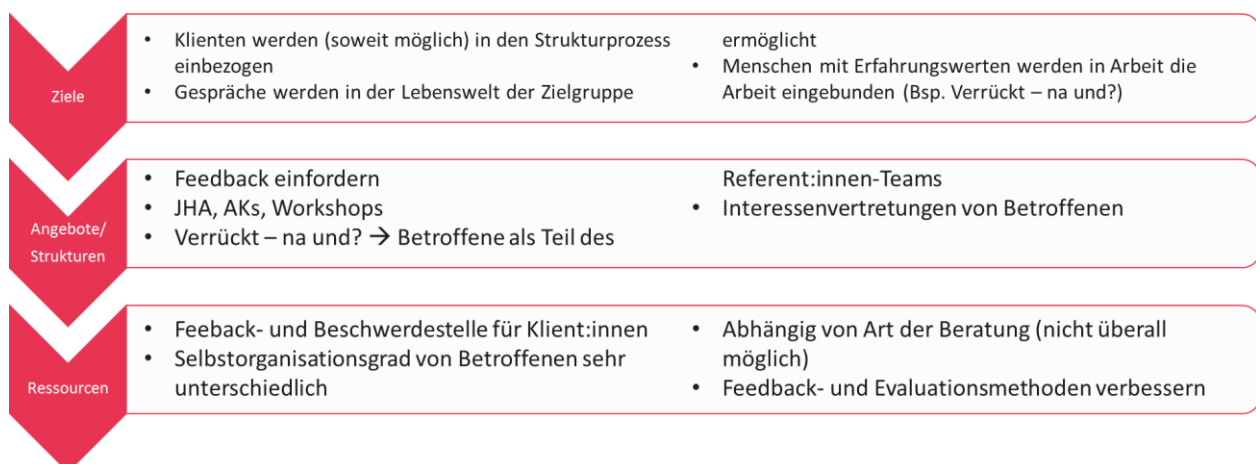 Ziele
• Klienten werden (soweit möglich) in den Strukturprozess
einbezogen
• Gespräche werden in der Lebenswelt der Zielgruppe
ermöglicht
• Menschen mit Erfahrungswerten werden in Arbeit die
Arbeit eingebunden (Bsp. Verrückt – na und?)
Angebote/
Strukturen
• Feedback einfordern
• JHA, AKs, Workshops
• Verrückt – na und? → Betroffene als Teil des
Referent:innen-Teams
• Interessenvertretungen von Betroffenen
Ressourcen
• Feeback- und Beschwerdestelle für Klient:innen
• Selbstorganisationsgrad von Betroffenen sehr
unterschiedlich
• Abhängig von Art der Beratung (nicht überall
möglich)
• Feedback- und Evaluationsmethoden verbessern